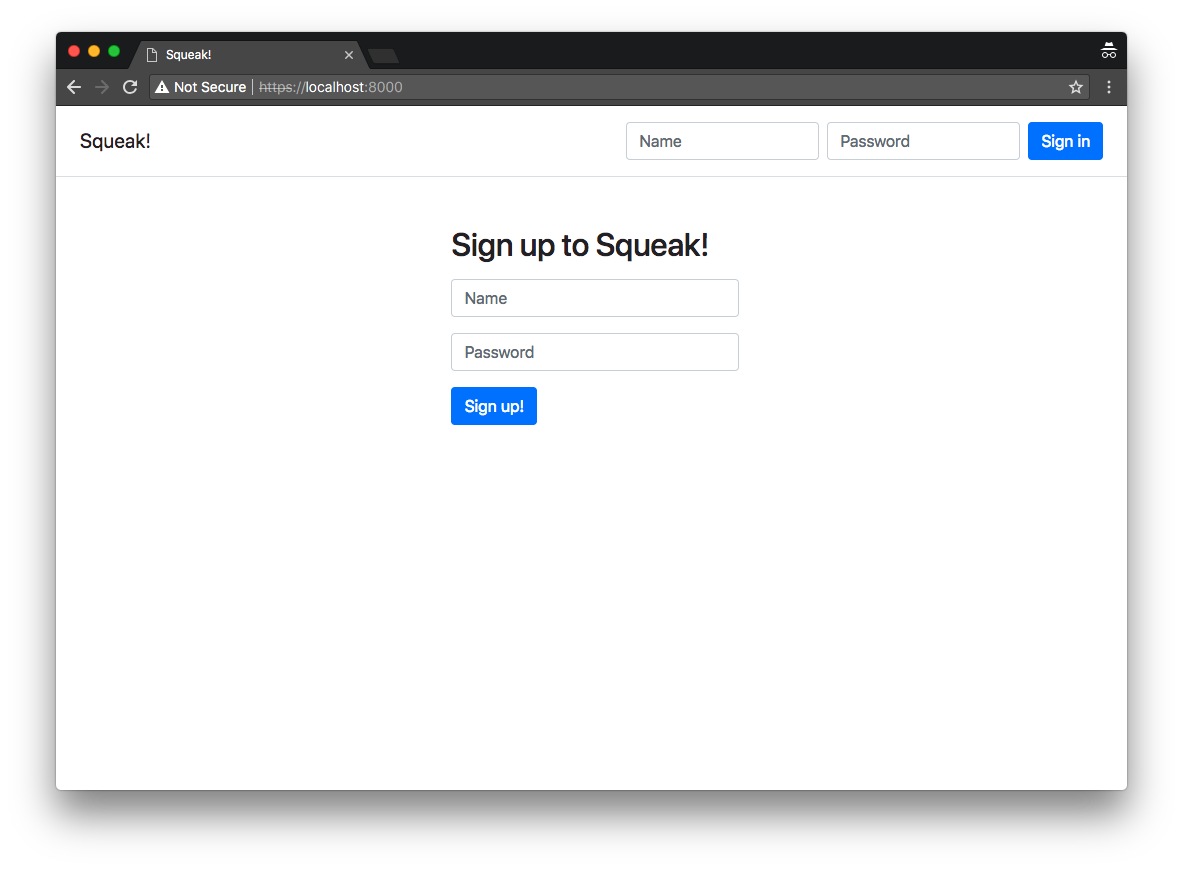 Squeak!
Not Secure https://localhost:8000
Squeak! Name Password Sign in
Sign up to Squeak!
Name
Password
Sign up!